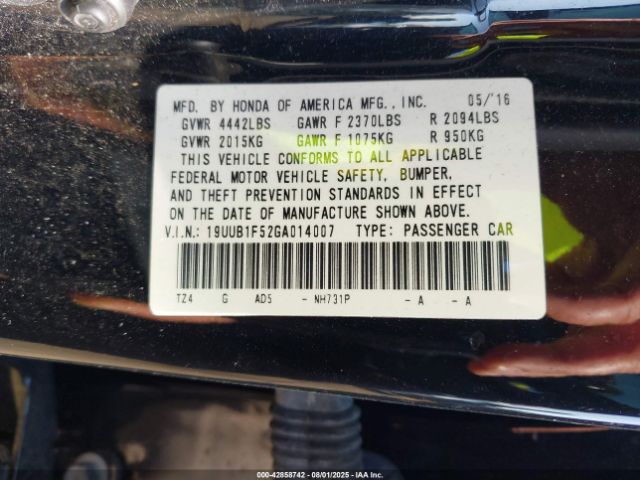 MFD. BY HONDA OF AMERICA MFG., INC. 05/'16
GVWR 4442LBS GAWR F 2370LBS R 2094LBS
GVWR 2015KG GAWR F 1075KG R 950KG
THIS VEHICLE CONFORMS TO ALL APPLICABLE
FEDERAL MOTOR VEHICLE SAFETY, BUMPER,
AND THEFT PREVENTION STANDARDS IN EFFECT
ON THE DATE OF MANUFACTURE SHOWN ABOVE.
V.I.N.: 19UUB1F52GA014007 TYPE: PASSENGER CAR
TZ4 G AD5 - NH731P - A - A
000-42858742 - 08/01/2025 - IAA Inc.